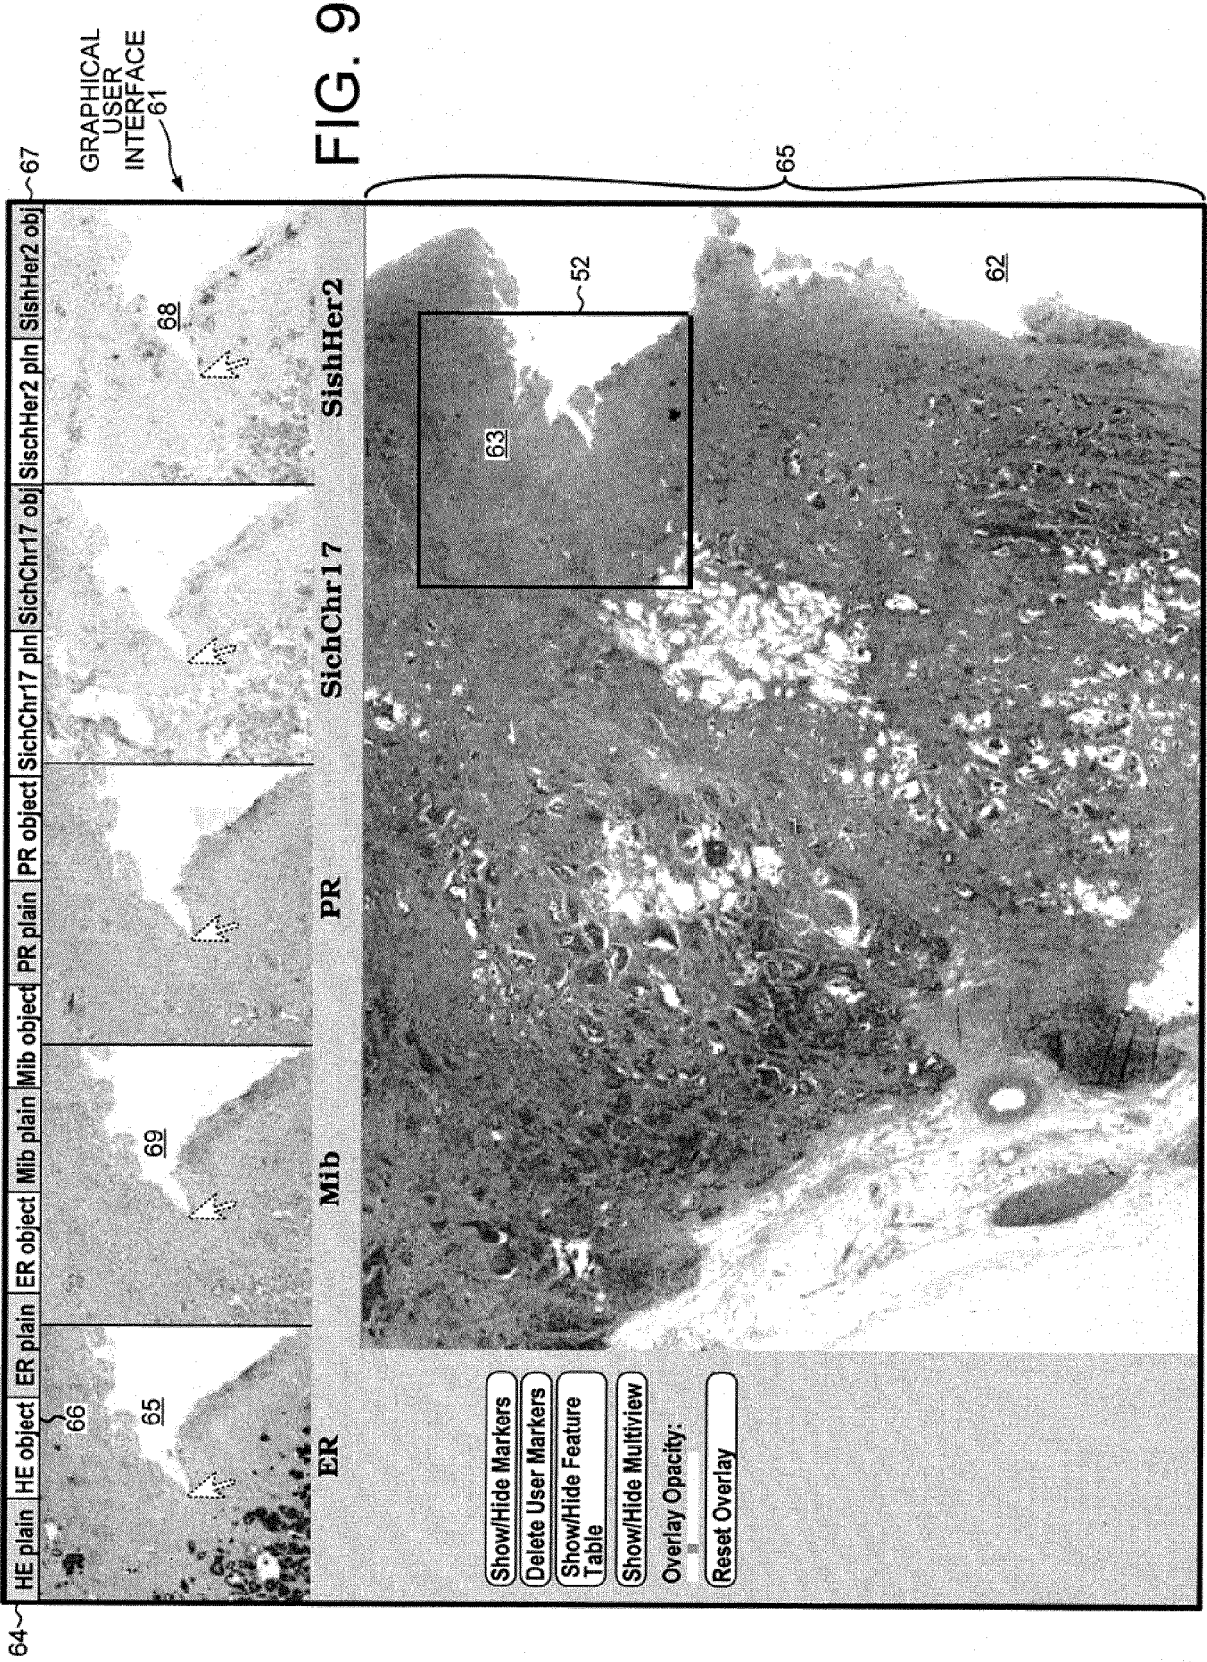 GRAPHICAL
USER
INTERFACE
61
FIG. 9
64
HE plain
HE object
ER plain
ER object
Mib plain
Mib object
PR plain
PR object
SichChr17 pln
SichChr17 obj
SischHer2 pln
SishHer2 obj
67
66
65
69
68
ER
Mib
PR
SichChr17
SishHer2
Show/Hide Markers
Delete User Markers
Show/Hide Feature
Table
Show/Hide Multiview
Overlay Opacity:
Reset Overlay
63
52
62
65